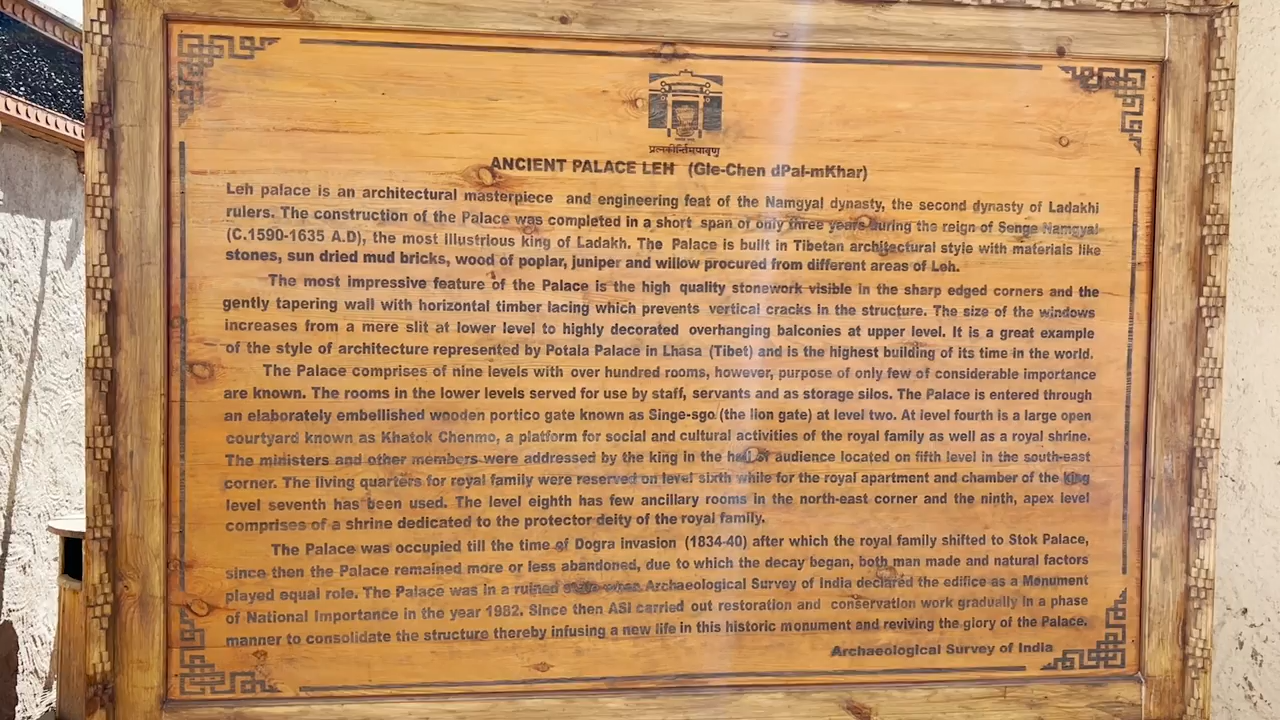 प्रत्नकीर्तिमपावृणु
ANCIENT PALACE LEH (Gle-Chen dPal-mKhar)
Leh palace is an architectural masterpiece and engineering feat of the Namgyal dynasty, the second dynasty of Ladakhi
rulers. The construction of the Palace was completed in a short span of only three years during the reign of Senge Namgyal
(C.1590-1635 A.D), the most illustrious king of Ladakh. The Palace is built in Tibetan architectural style with materials like
stones, sun dried mud bricks, wood of poplar, juniper and willow procured from different areas of Leh.
The most impressive feature of the Palace is the high quality stonework visible in the sharp edged corners and the
gently tapering wall with horizontal timber lacing which prevents vertical cracks in the structure. The size of the windows
increases from a mere slit at lower level to highly decorated overhanging balconies at upper level. It is a great example
of the style of architecture represented by Potala Palace in Lhasa (Tibet) and is the highest building of its time in the world.
The Palace comprises of nine levels with over hundred rooms, however, purpose of only few of considerable importance
are known. The rooms in the lower levels served for use by staff, servants and as storage silos. The Palace is entered through
an elaborately embellished wooden portico gate known as Singe-sgo (the lion gate) at level two. At level fourth is a large open
courtyard known as Khatok Chenmo, a platform for social and cultural activities of the royal family as well as a royal shrine.
The ministers and other members were addressed by the king in the hall of audience located on fifth level in the south-east
corner. The living quarters for royal family were reserved on level sixth while for the royal apartment and chamber of the king
level seventh has been used. The level eighth has few ancillary rooms in the north-east corner and the ninth, apex level
comprises of a shrine dedicated to the protector deity of the royal family.
The Palace was occupied till the time of Dogra invasion (1834-40) after which the royal family shifted to Stok Palace,
since then the Palace remained more or less abandoned, due to which the decay began, both man made and natural factors
played equal role. The Palace was in a ruined state when Archaeological Survey of India declared the edifice as a Monument
of National Importance in the year 1982. Since then ASI carried out restoration and conservation work gradually in a phase
manner to consolidate the structure thereby infusing a new life in this historic monument and reviving the glory of the Palace.
Archaeological Survey of India